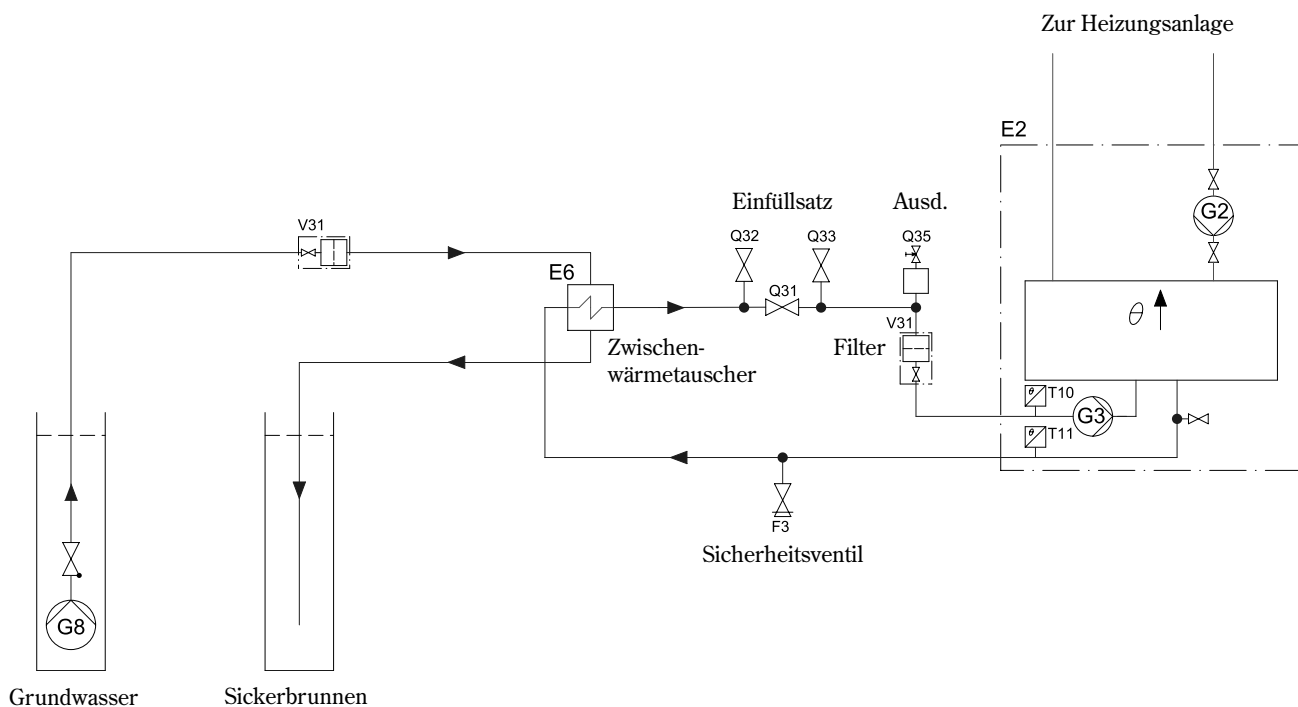 Zur Heizungsanlage
E2
Einfüllsatz
Ausd.
G2
V31
Q32
Q33
Q35
E6
Q31
θ
V31
Zwischen-
wärmetauscher
Filter
θ
T10
G3
θ
T11
F3
Sicherheitsventil
G8
Grundwasser
Sickerbrunnen